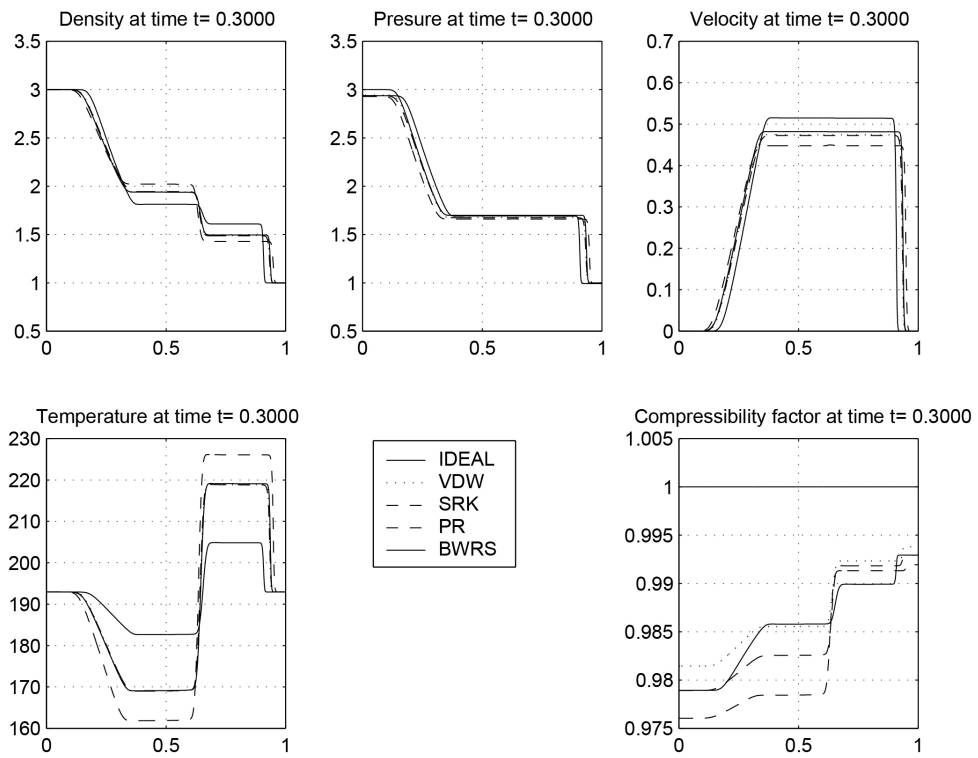 Density at time t= 0.3000
3.5
3
2.5
2
1.5
1
0.5
0 0.5 1
Presure at time t= 0.3000
3.5
3
2.5
2
1.5
1
0.5
0 0.5 1
Velocity at time t= 0.3000
0.7
0.6
0.5
0.4
0.3
0.2
0.1
0
0 0.5 1
Temperature at time t= 0.3000
230
220
210
200
190
180
170
160
0 0.5 1
IDEAL
VDW
SRK
PR
BWRS
Compressibility factor at time t= 0.3000
1.005
1
0.995
0.99
0.985
0.98
0.975
0 0.5 1